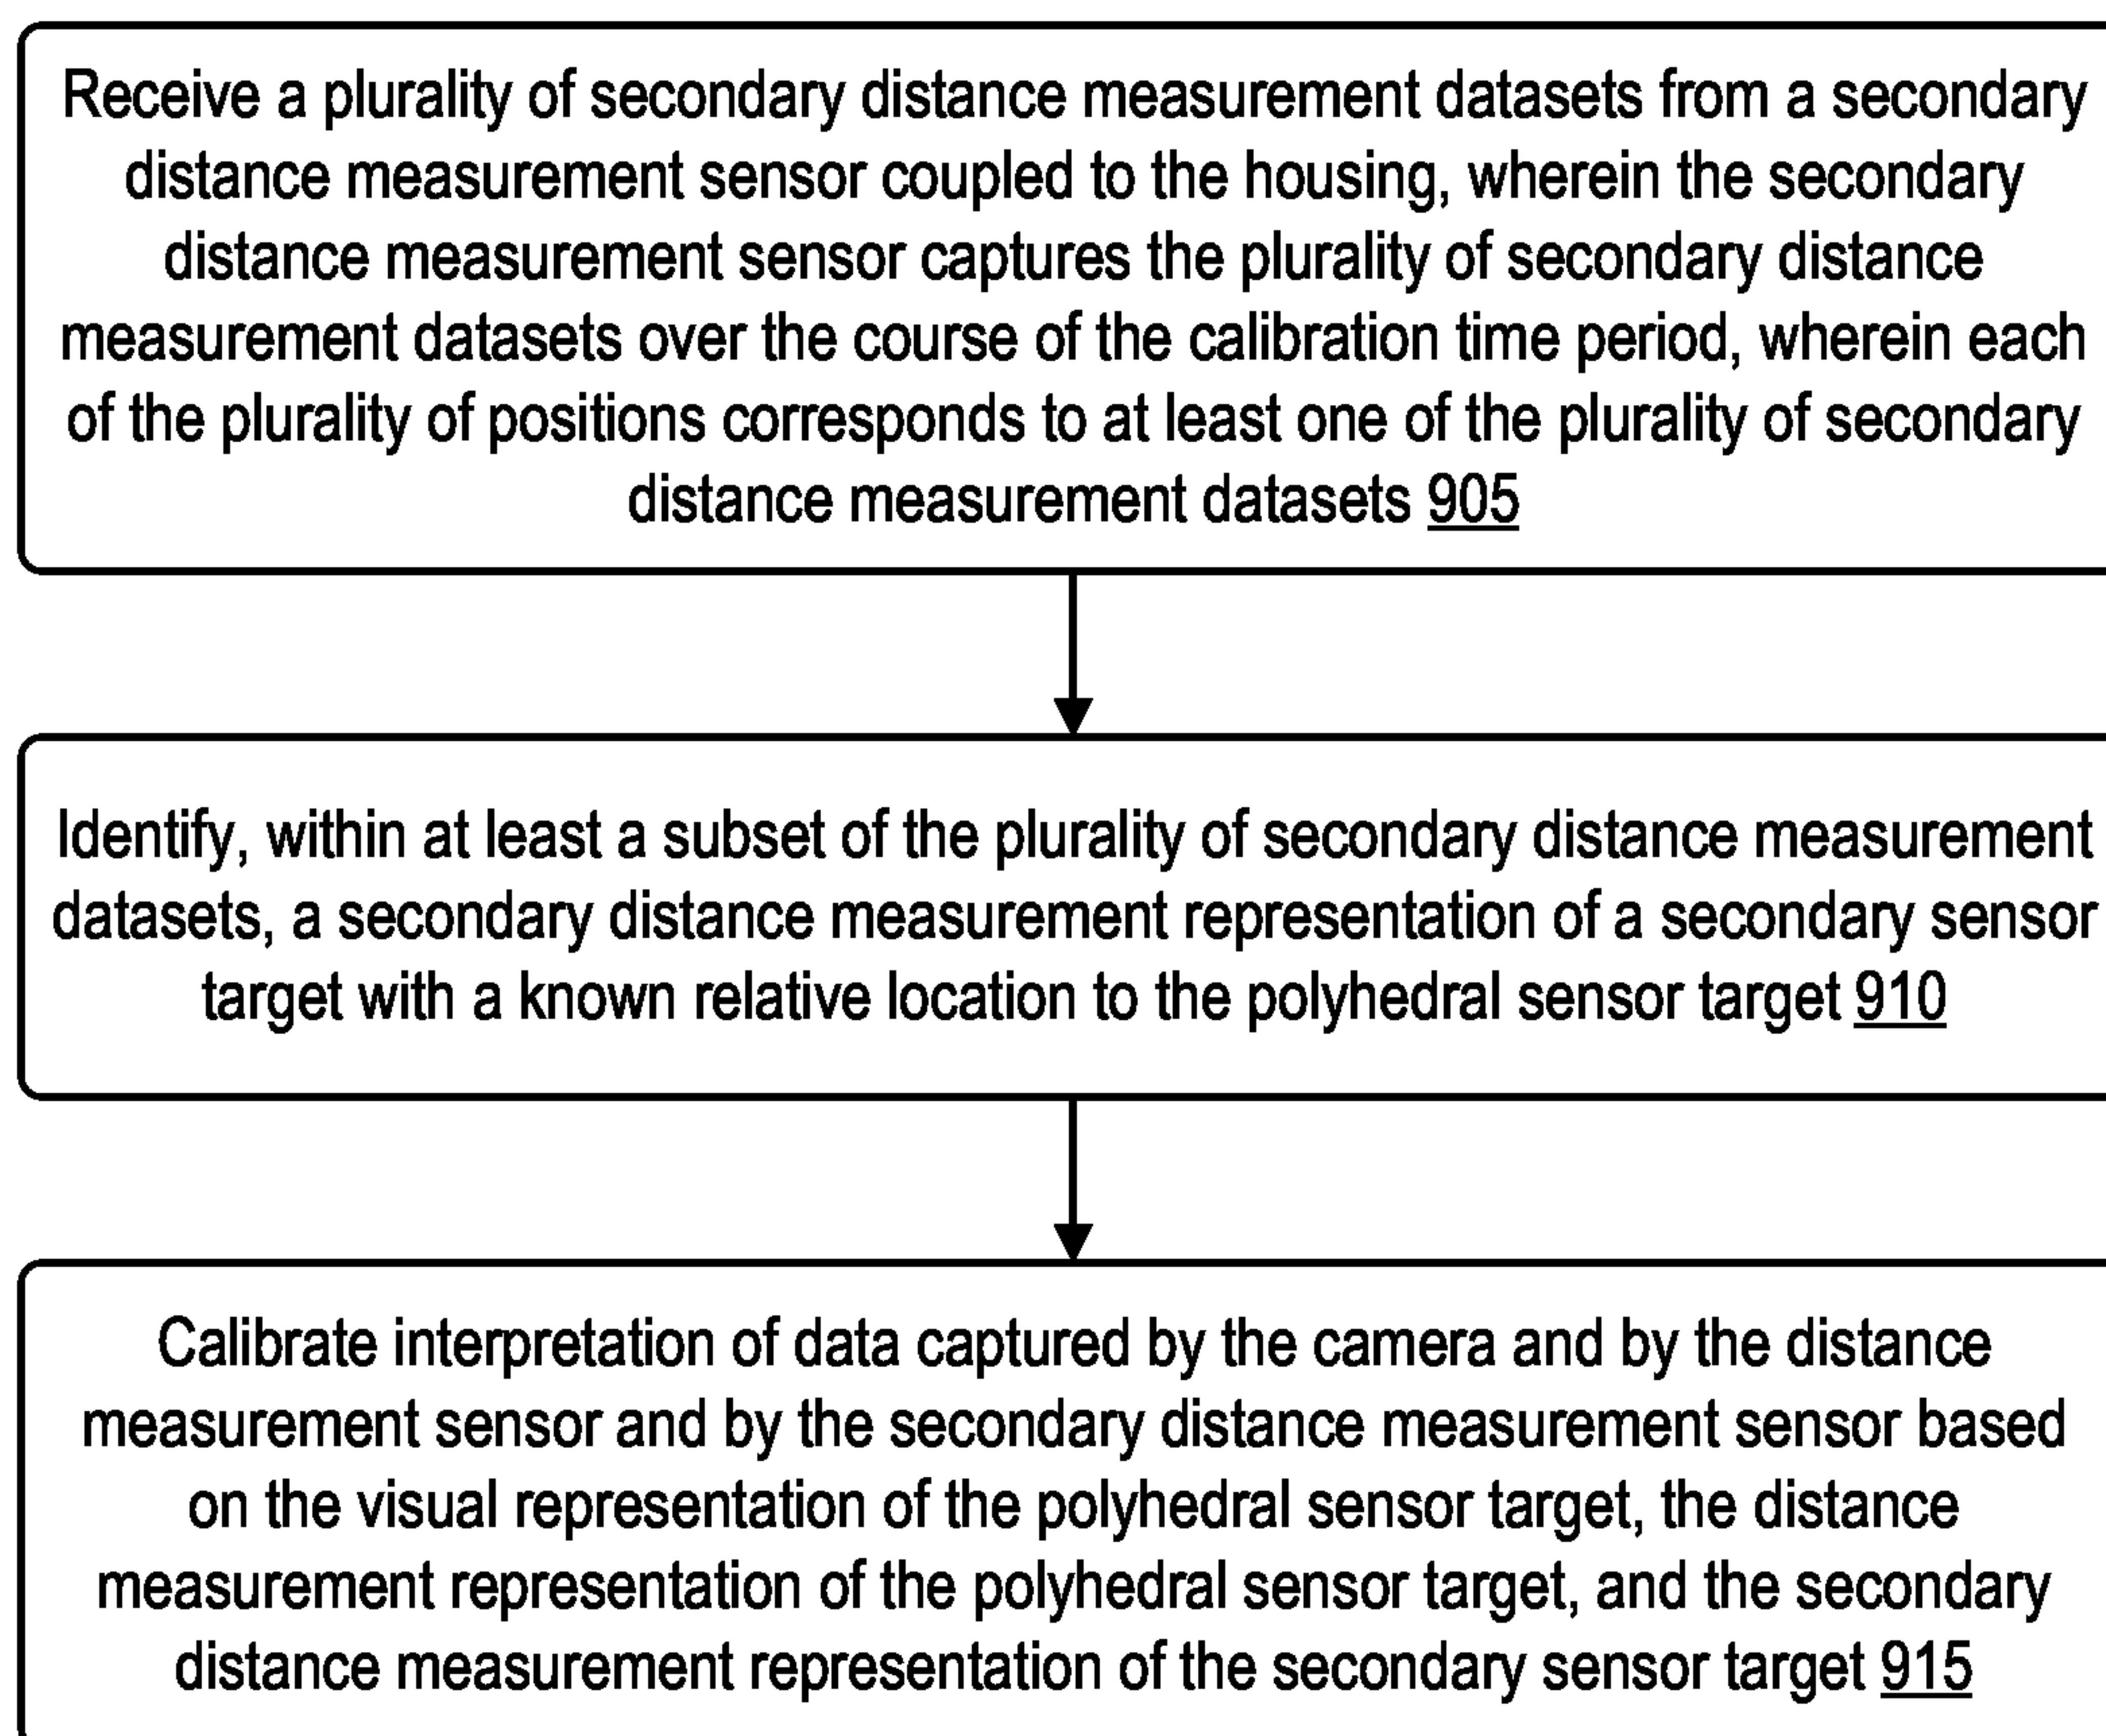 Receive a plurality of secondary distance measurement datasets from a secondary
distance measurement sensor coupled to the housing, wherein the secondary
distance measurement sensor captures the plurality of secondary distance
measurement datasets over the course of the calibration time period, wherein each
of the plurality of positions corresponds to at least one of the plurality of secondary
distance measurement datasets 905
Identify, within at least a subset of the plurality of secondary distance measurement
datasets, a secondary distance measurement representation of a secondary sensor
target with a known relative location to the polyhedral sensor target 910
Calibrate interpretation of data captured by the camera and by the distance
measurement sensor and by the secondary distance measurement sensor based
on the visual representation of the polyhedral sensor target, the distance
measurement representation of the polyhedral sensor target, and the secondary
distance measurement representation of the secondary sensor target 915